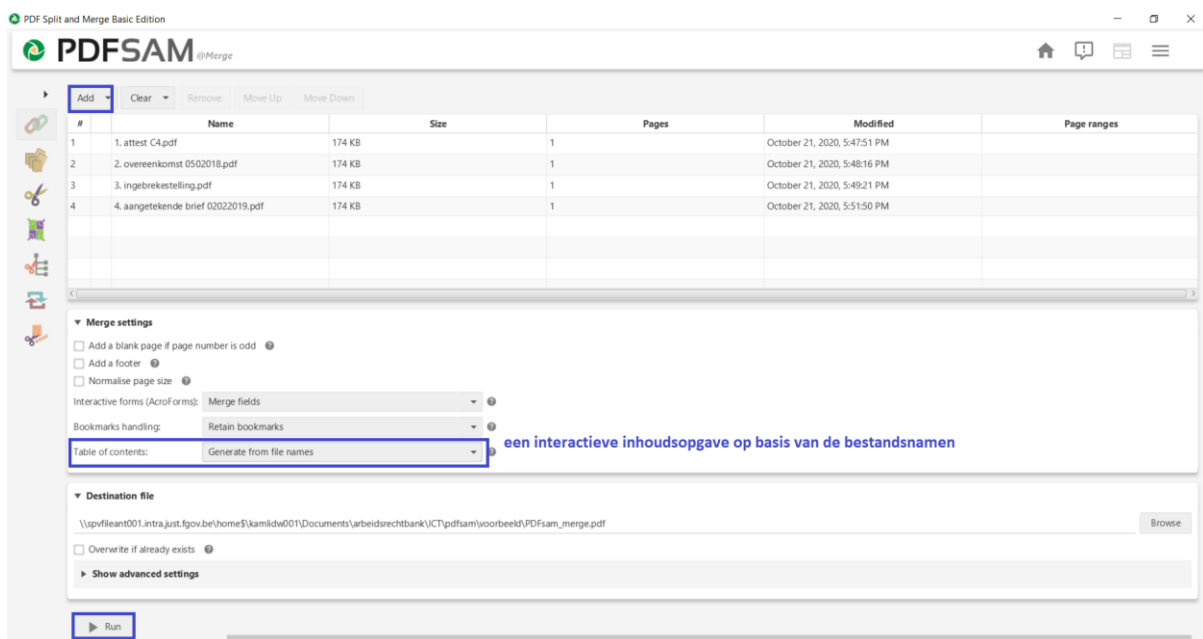 PDF Split and Merge Basic Edition
PDFSAM @Merge
Add Clear Remove Move Up Move Down
# Name Size Pages Modified Page ranges
1 1. attest C4.pdf 174 KB 1 October 21, 2020, 5:47:51 PM
2 2. overeenkomst 0502018.pdf 174 KB 1 October 21, 2020, 5:48:16 PM
3 3. ingebrekestelling.pdf 174 KB 1 October 21, 2020, 5:49:21 PM
4 4. aangetekende brief 02022019.pdf 174 KB 1 October 21, 2020, 5:51:50 PM
Merge settings
Add a blank page if page number is odd
Add a footer
Normalise page size
Interactive forms (AcroForms): Merge fields
Bookmarks handling: Retain bookmarks
Table of contents: Generate from file names een interactieve inhoudsopgave op basis van de bestandsnamen
Destination file
\\spvfileant001.intra.just.fgov.be\home$\kamlidw001\Documents\arbeidsrechtbank\ICT\pdfsam\voorbeeld\PDFsam_merge.pdf Browse
Overwrite if already exists
Show advanced settings
Run